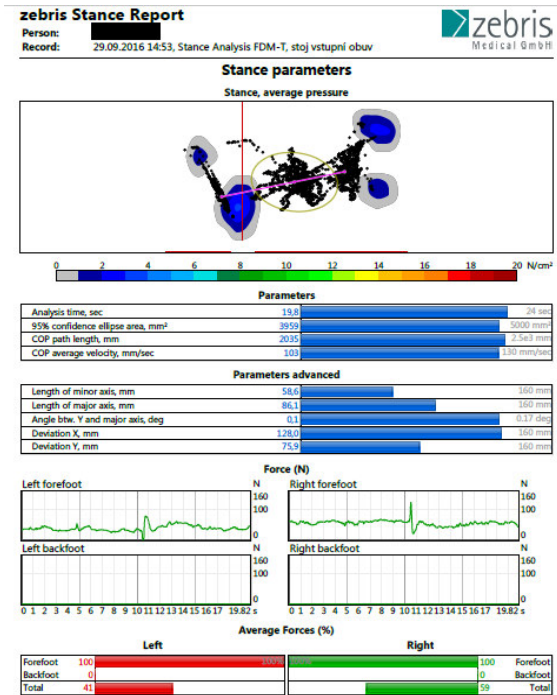 zebris Stance Report
zebris
Medical GmbH
Person:
Record: 29.09.2016 14:53, Stance Analysis FDM-T, stoj vstupní obuv
Stance parameters
Stance, average pressure
0 2 4 6 8 10 12 14 16 18 20 N/cm²
Parameters
Analysis time, sec 19,8 24 sec
95% confidence ellipse area, mm² 3959 5000 mm²
COP path length, mm 2035 2.5e3 mm
COP average velocity, mm/sec 103 130 mm/sec
Parameters advanced
Length of minor axis, mm 58,6 160 mm
Length of major axis, mm 86,1 160 mm
Angle btw. Y and major axis, deg 0,1 0.17 deg
Deviation X, mm 128,0 160 mm
Deviation Y, mm 75,9 160 mm
Force (N)
Left forefoot N Right forefoot N
160 160
100 100
0 0
Left backfoot N Right backfoot N
160 160
100 100
0 1 2 3 4 5 6 7 8 9 10 11 12 13 14 15 16 17 19.82 s 0 1 2 3 4 5 6 7 8 9 10 11 12 13 14 15 16 17 19.82 s
Average Forces (%)
Left Right
Forefoot 100 100% 100% 100 Forefoot
Backfoot 0 0 Backfoot
Total 41 59 Total